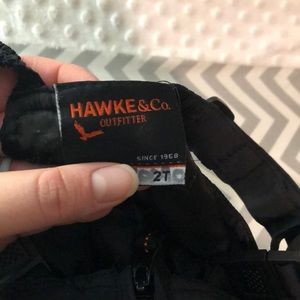 HAWKE&Co.
OUTFITTER
SINCE 1968
2T